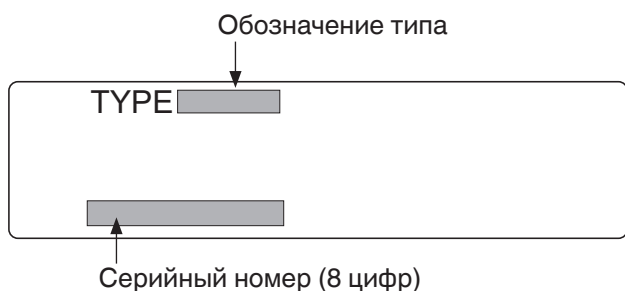 Обозначение типа
TYPE
Серийный номер (8 цифр)